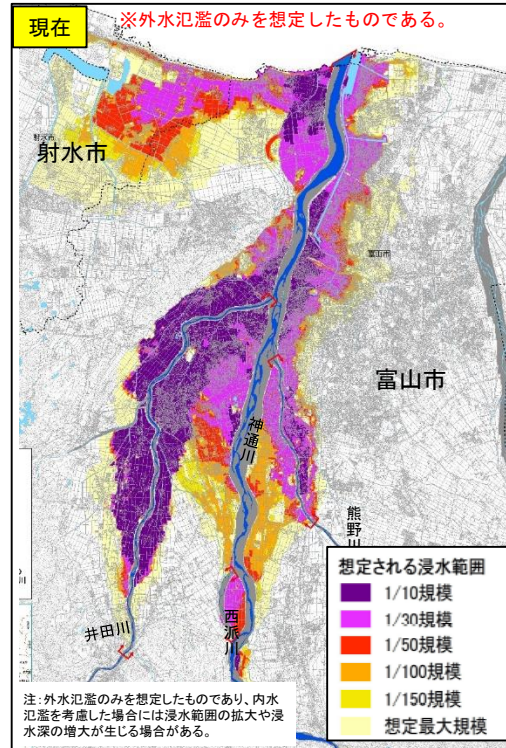 現在
※外水氾濫のみを想定したものである。
射水市
射水市
富山市
富山市
神通川
熊野川
井田川
西派川
想定される浸水範囲
1/10規模
1/30規模
1/50規模
1/100規模
1/150規模
想定最大規模
注:外水氾濫のみを想定したものであり、内水
氾濫を考慮した場合には浸水範囲の拡大や浸
水深の増大が生じる場合がある。